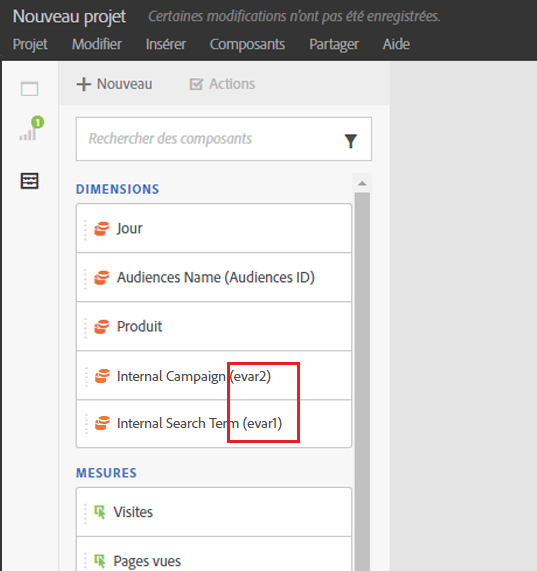 Nouveau projet Certaines modifications n'ont pas été enregistrées.
Projet Modifier Insérer Composants Partager Aide
Nouveau Actions
1
Rechercher des composants
DIMENSIONS
Jour
Audiences Name (Audiences ID)
Produit
Internal Campaign (evar2)
Internal Search Term (evar1)
MESURES
Visites
Pages vues